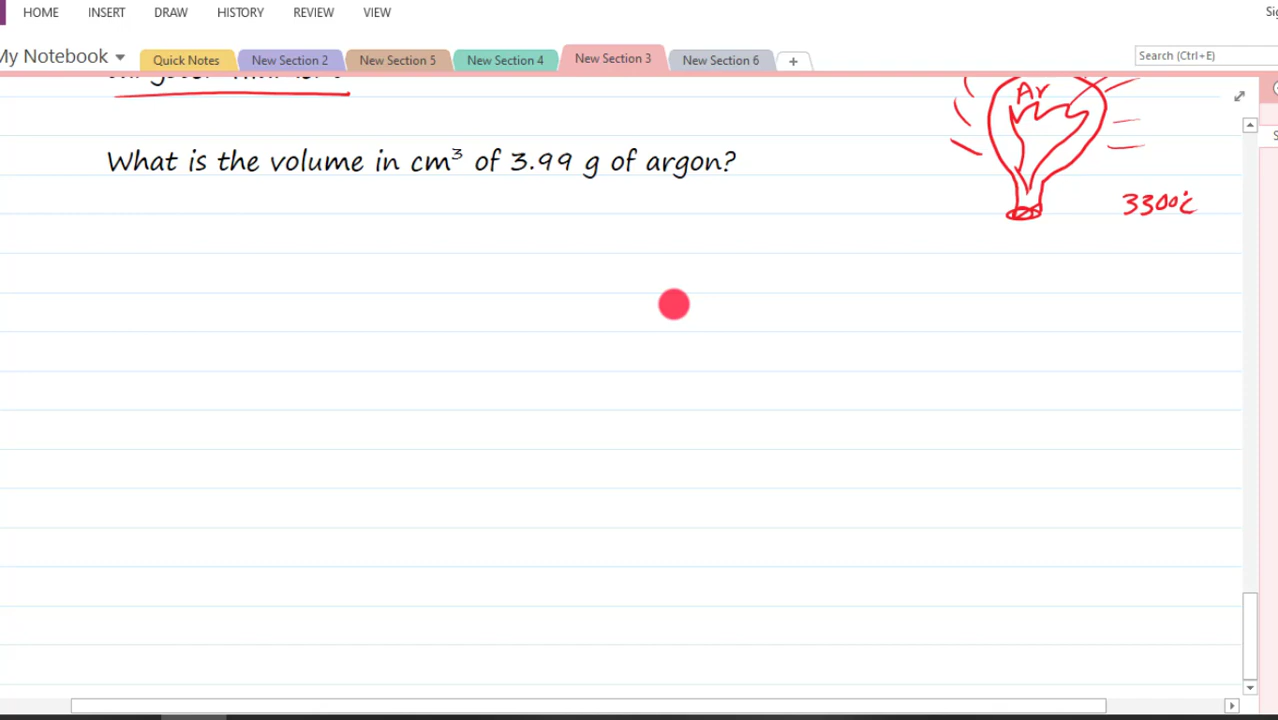 HOME INSERT DRAW HISTORY REVIEW VIEW
My Notebook Quick Notes New Section 2 New Section 5 New Section 4 New Section 3 New Section 6 + Search (Ctrl+E)
Ar
What is the volume in cm³ of 3.99 g of argon?
3300°C